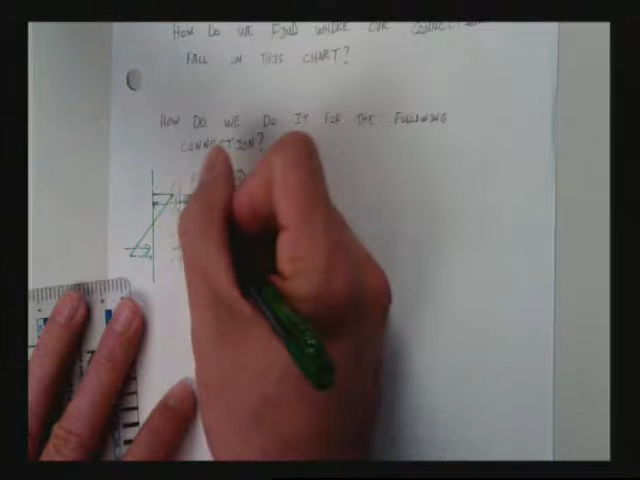 HOW DO WE FIND WHERE OUR
FALL ON THIS CHART?
HOW DO WE DO IT FOR THE FOLLOWING
CONNECTION?